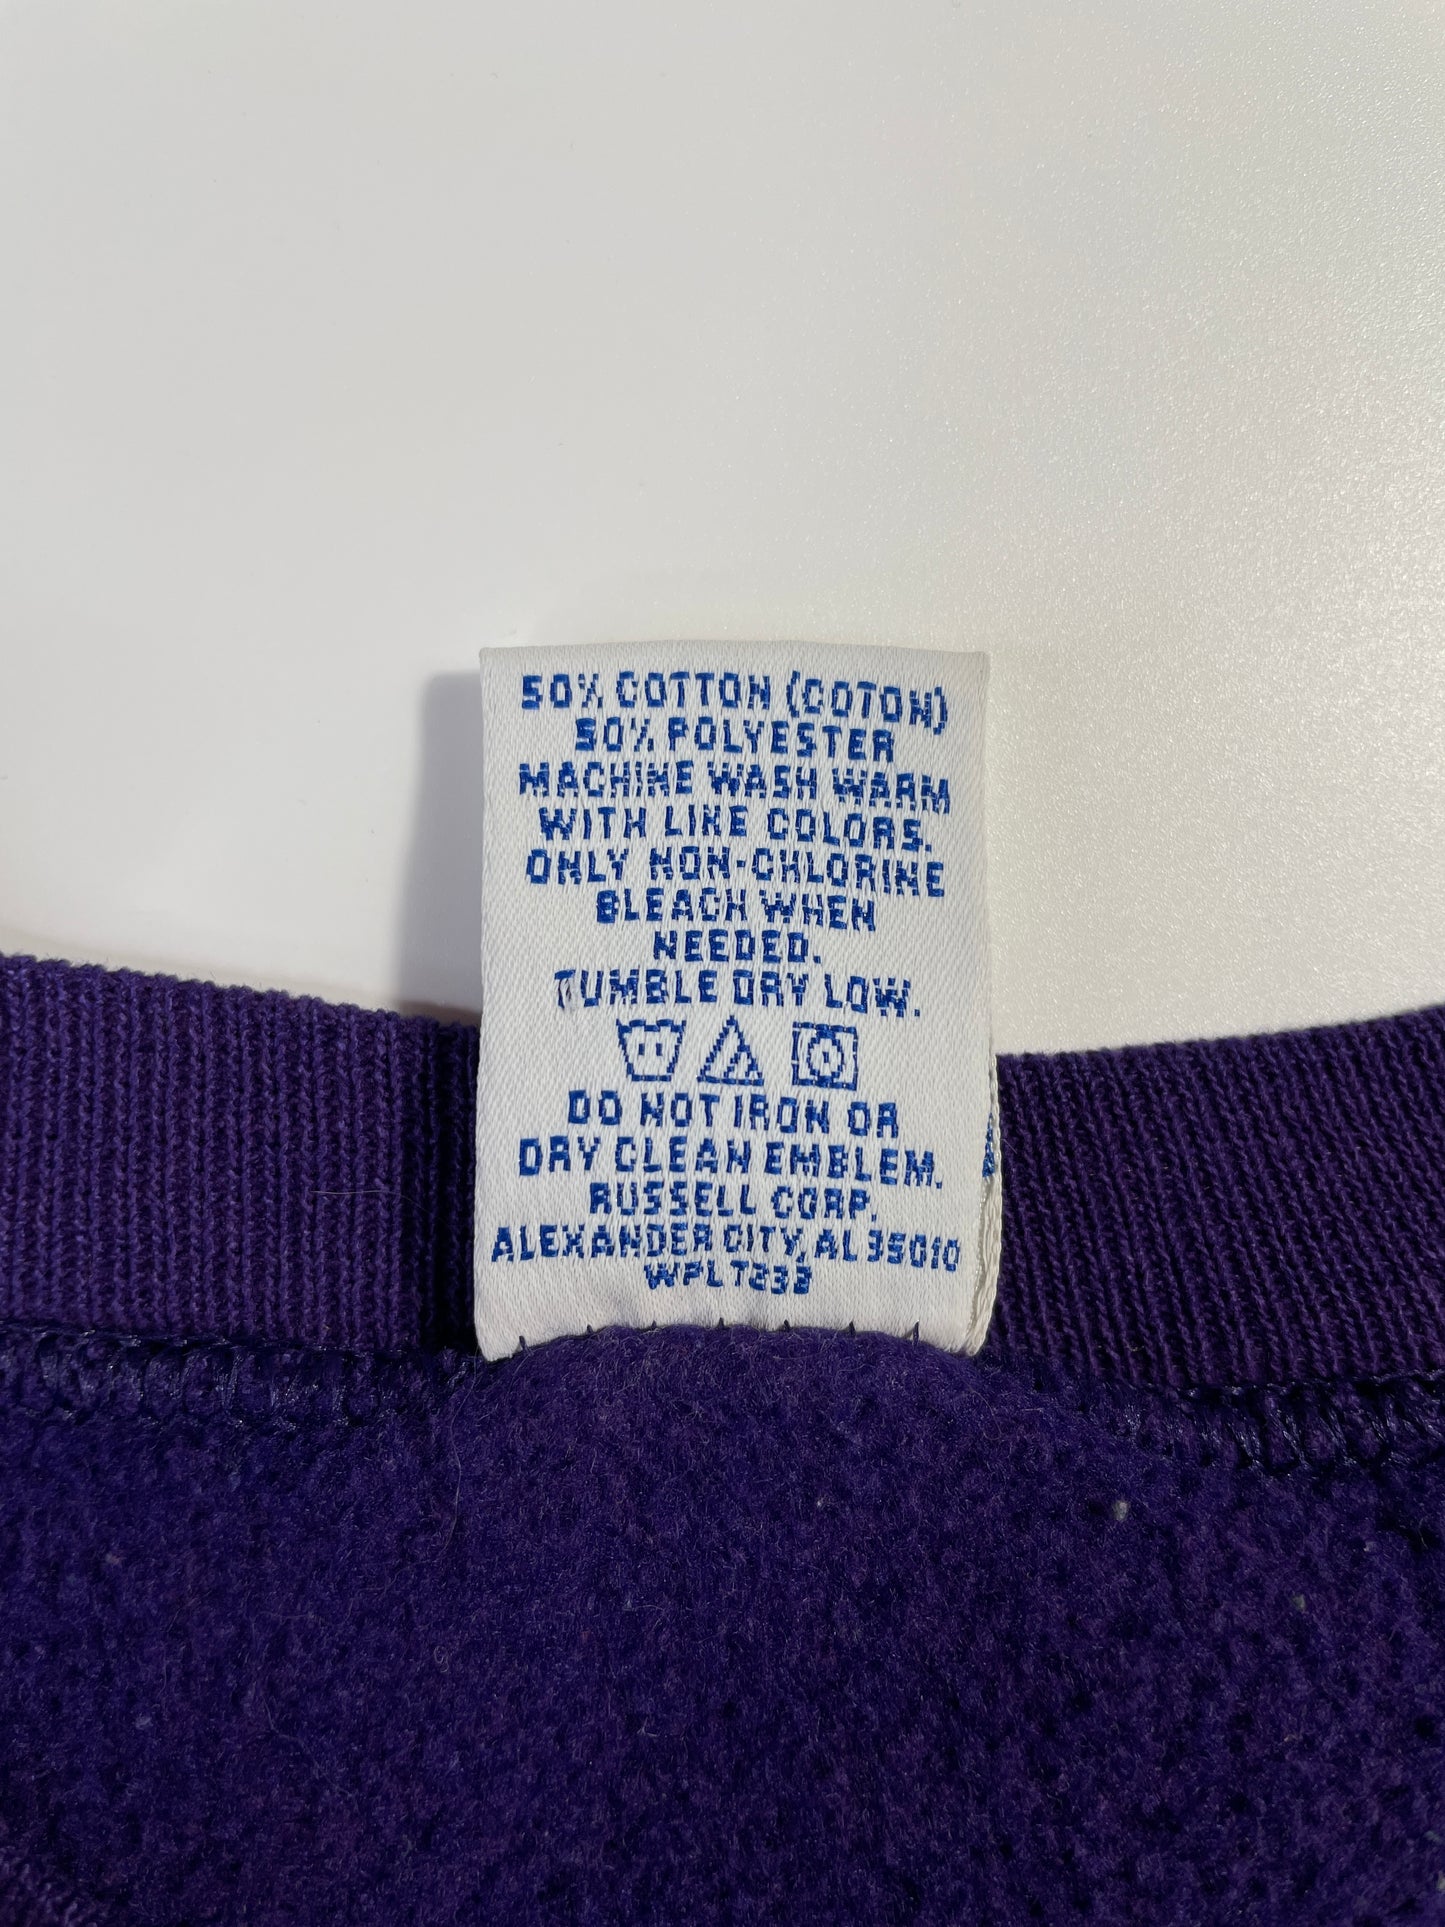 50% COTTON (COTON)
50% POLYESTER
MACHINE WASH WARM
WITH LIKE COLORS.
ONLY NON-CHLORINE
BLEACH WHEN
NEEDED.
TUMBLE DRY LOW.
DO NOT IRON OR
DRY CLEAN EMBLEM.
RUSSELL CORP.
ALEXANDER CITY, AL 35010
WPL 7233